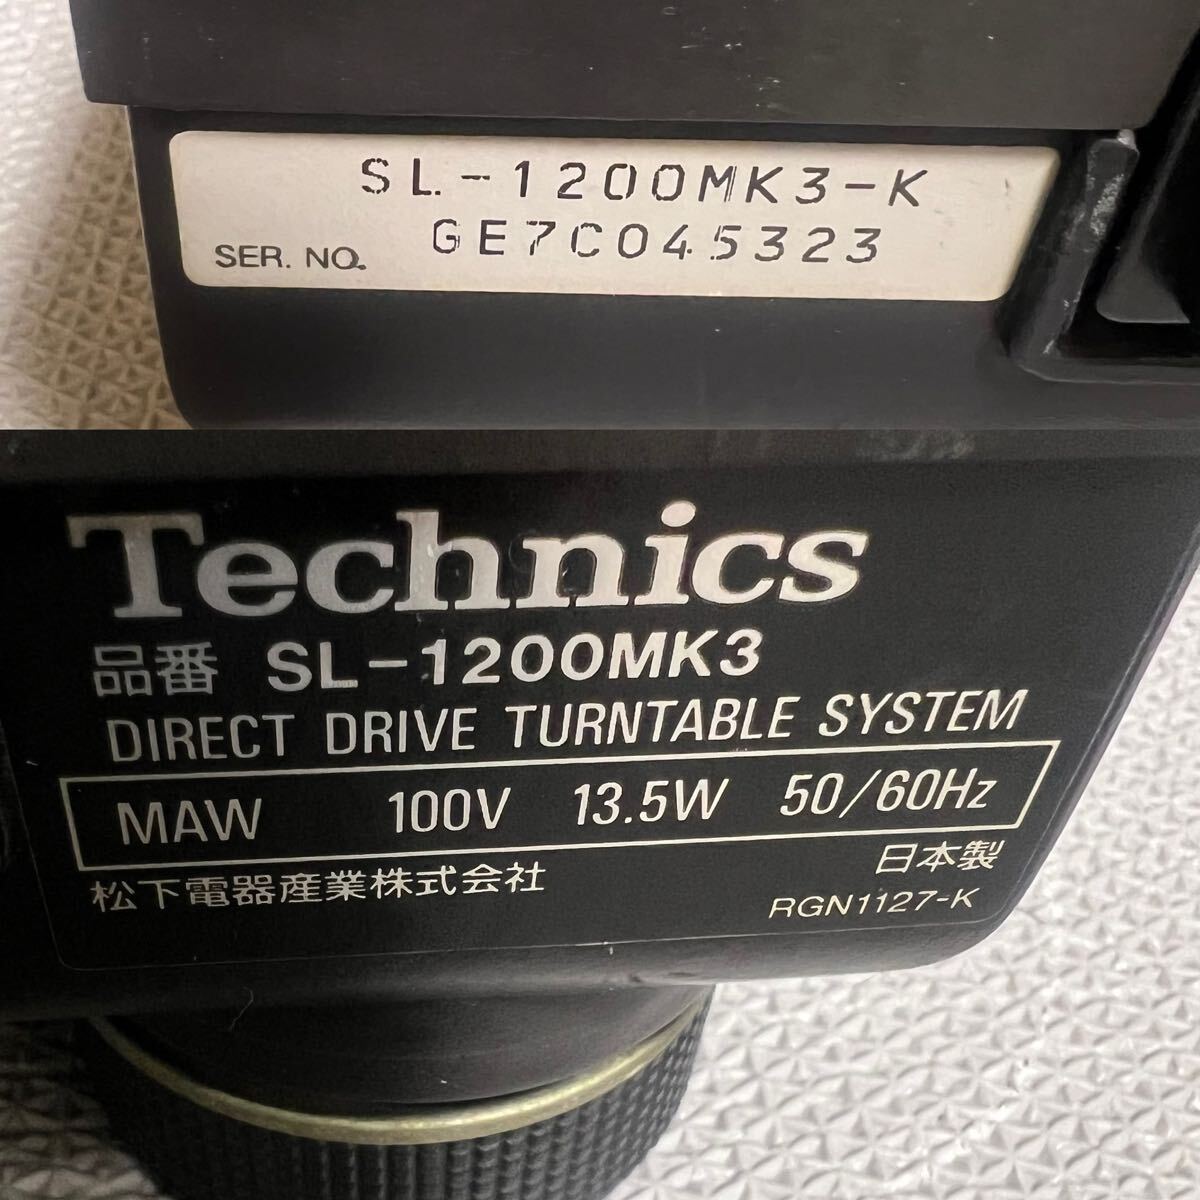 SL-1200MK3-K
SER. NO. GE7C045323
Technics
品番 SL-1200MK3
DIRECT DRIVE TURNTABLE SYSTEM
MAW 100V 13.5W 50/60Hz
松下電器産業株式会社 日本製
RGN1127-K